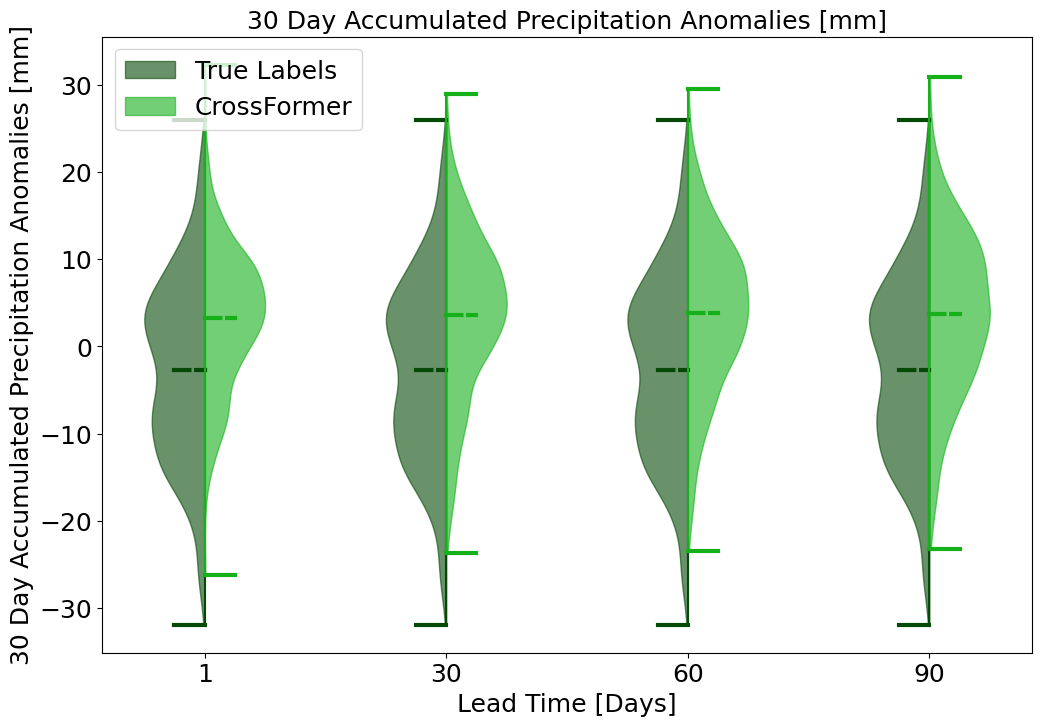 30 Day Accumulated Precipitation Anomalies [mm]
30 Day Accumulated Precipitation Anomalies [mm]
True Labels
CrossFormer
30
20
10
0
−10
−20
−30
1 30 60 90
Lead Time [Days]